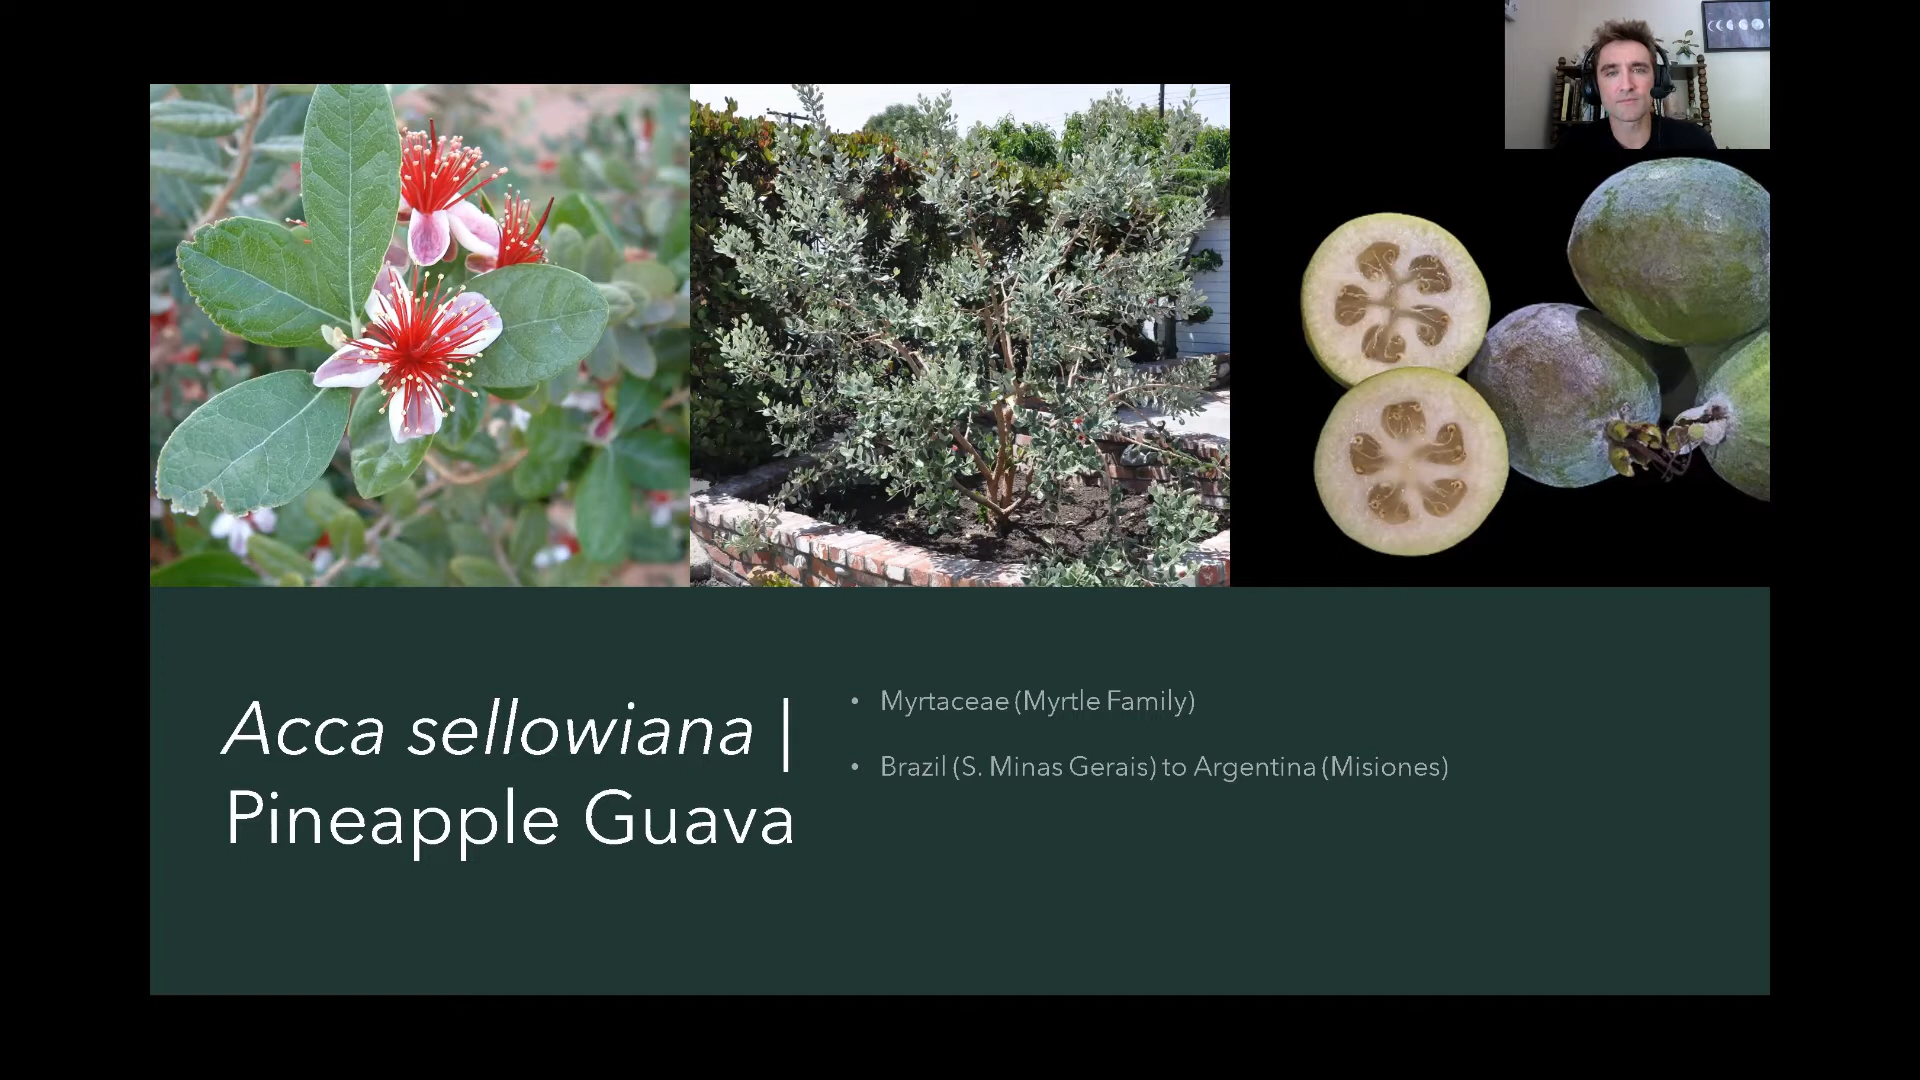 Acca sellowiana |
Pineapple Guava
• Myrtaceae (Myrtle Family)
• Brazil (S. Minas Gerais) to Argentina (Misiones)